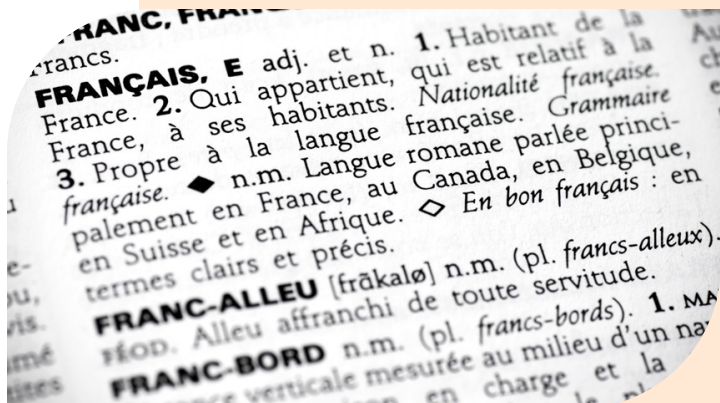 FRANC, FRAN
Francs.
FRANÇAIS, E adj. et n. 1. Habitant de la
France. 2. Qui appartient, qui est relatif à la
France, à ses habitants. Nationalité française.
3. Propre à la langue française. Grammaire
française. ◆ n.m. Langue romane parlée princi-
palement en France, au Canada, en Belgique,
en Suisse et en Afrique. ◇ En bon français : en
termes clairs et précis.
FRANC-ALLEU [frãkalø] n.m. (pl. francs-alleux).
FÉOD. Alleu affranchi de toute servitude.
FRANC-BORD n.m. (pl. francs-bords). 1. MA
verticale mesurée au milieu d'un na
en charge et la